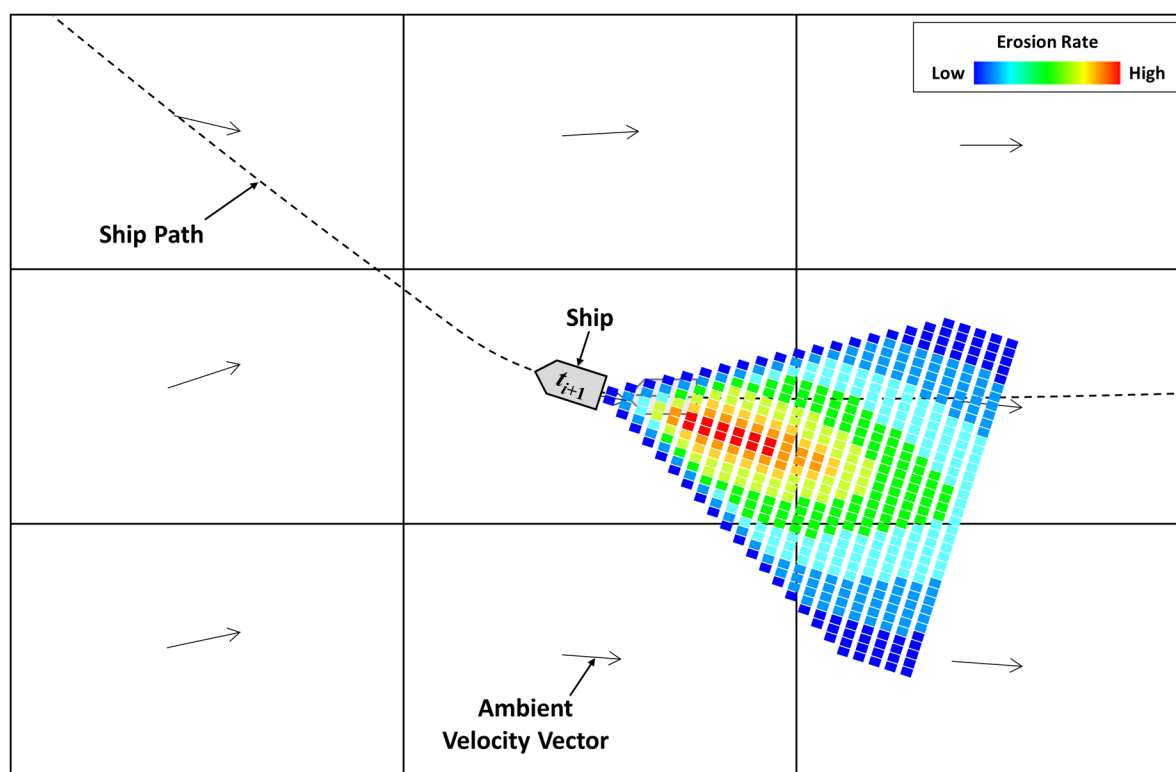 Erosion Rate
Low High
Ship Path
Ship
t_{i+1}
Ambient
Velocity Vector